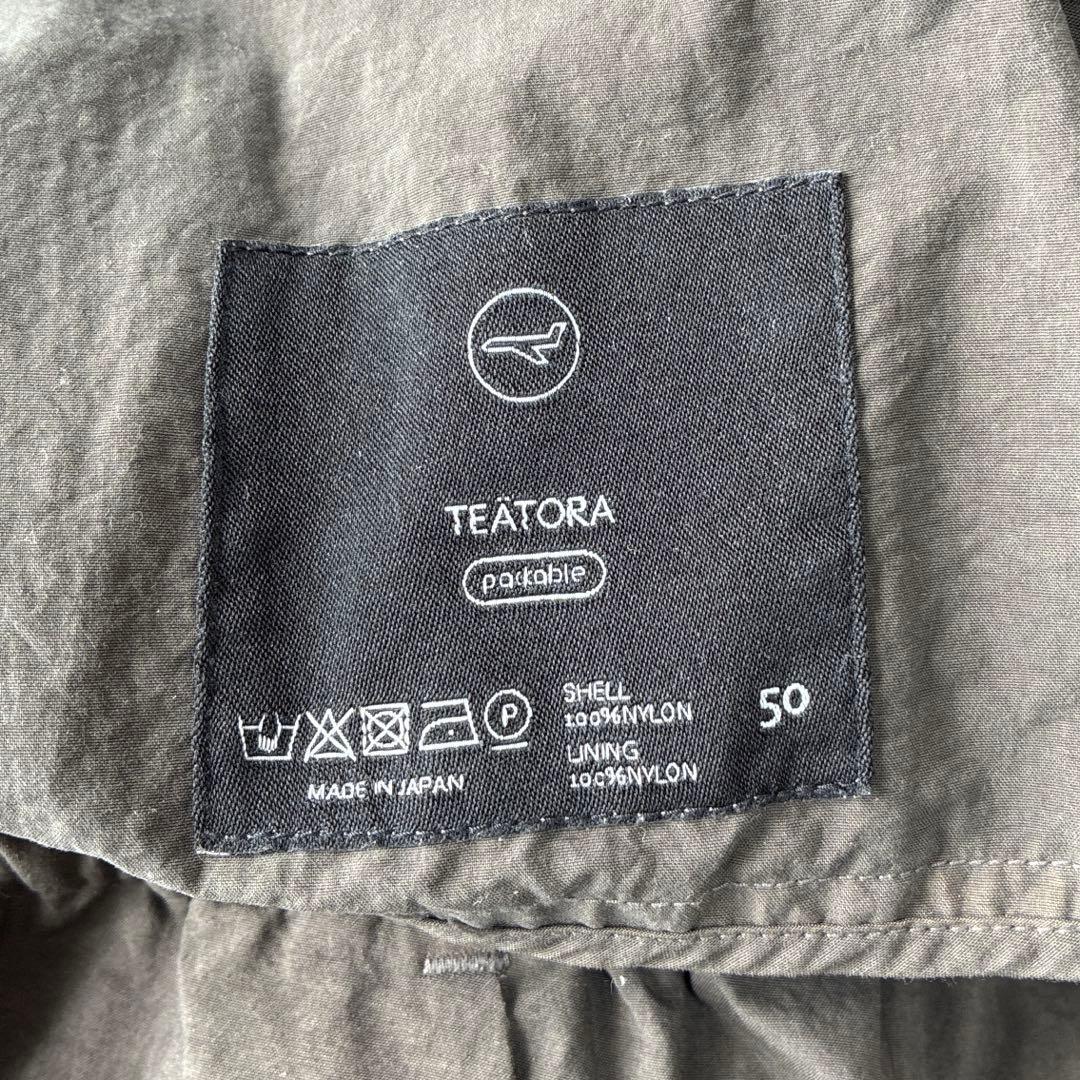 TEÄTORA
packable
P
MADE IN JAPAN
SHELL
100%NYLON
LINING
100%NYLON
50